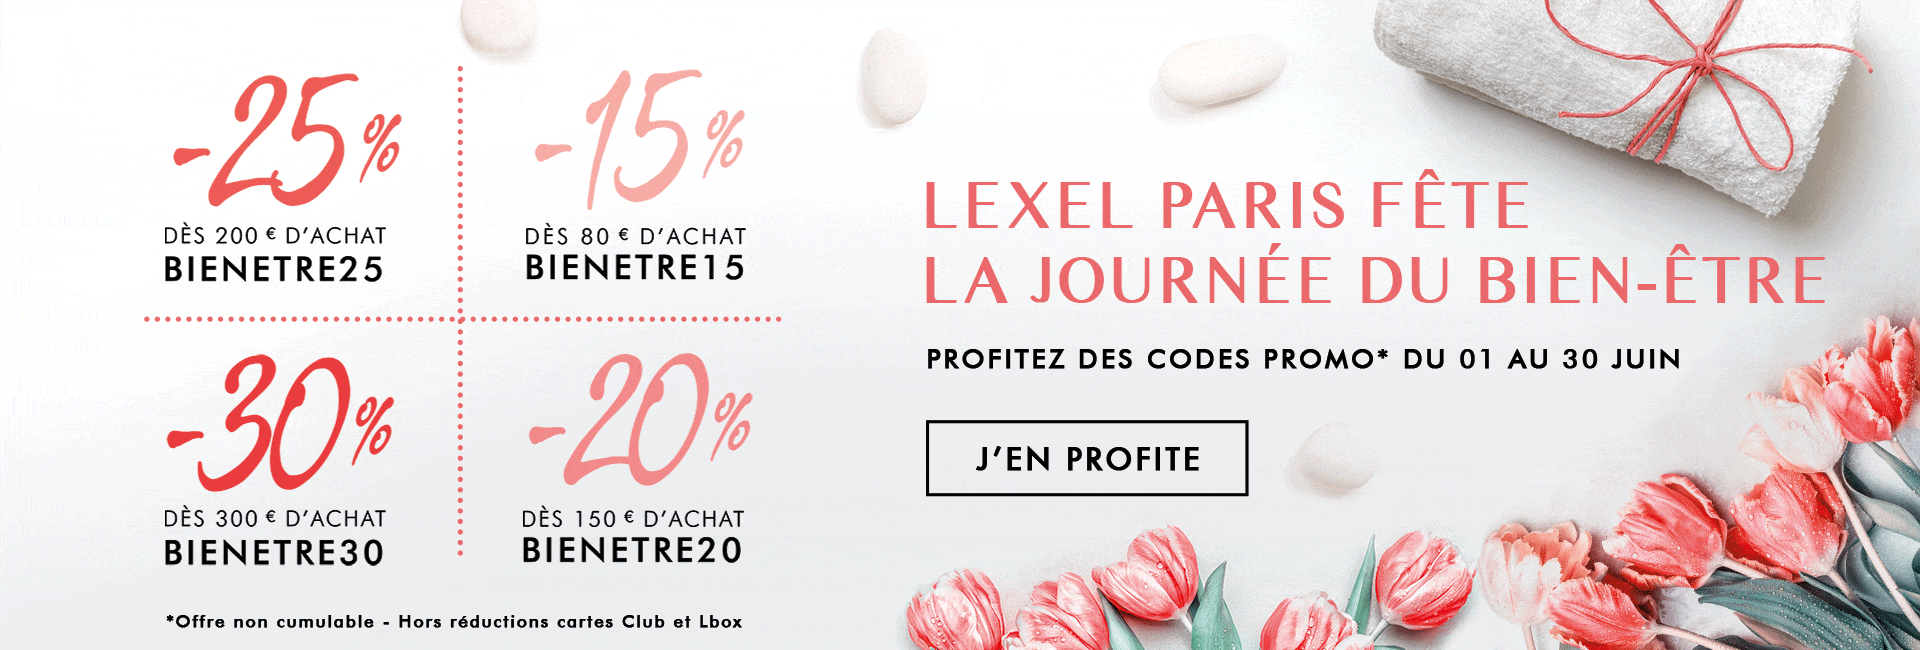 -25%
DÈS 200 € D'ACHAT
BIENETRE25
-15%
DÈS 80 € D'ACHAT
BIENETRE15
-30%
DÈS 300 € D'ACHAT
BIENETRE30
-20%
DÈS 150 € D'ACHAT
BIENETRE20
*Offre non cumulable - Hors réductions cartes Club et Lbox
LEXEL PARIS FÊTE
LA JOURNÉE DU BIEN-ÊTRE
PROFITEZ DES CODES PROMO* DU 01 AU 30 JUIN
J'EN PROFITE